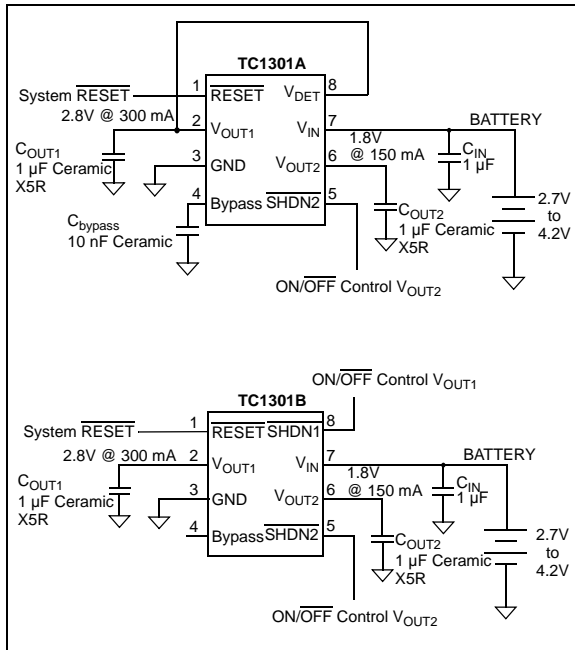 TC1301A
System RESET
1
RESET
VDET
8
2.8V @ 300 mA
2
VOUT1
VIN
7
BATTERY
COUT1
1 µF Ceramic
X5R
3
GND
VOUT2
6
1.8V
@ 150 mA
CIN
1 µF
4
Bypass
SHDN2
5
Cbypass
10 nF Ceramic
COUT2
1 µF Ceramic
X5R
2.7V
to
4.2V
ON/OFF Control VOUT2
ON/OFF Control VOUT1
TC1301B
System RESET
1
RESET
SHDN1
8
2.8V @ 300 mA
2
VOUT1
VIN
7
BATTERY
COUT1
1 µF Ceramic
X5R
3
GND
VOUT2
6
1.8V
@ 150 mA
CIN
1 µF
4
Bypass
SHDN2
5
COUT2
1 µF Ceramic
X5R
2.7V
to
4.2V
ON/OFF Control VOUT2